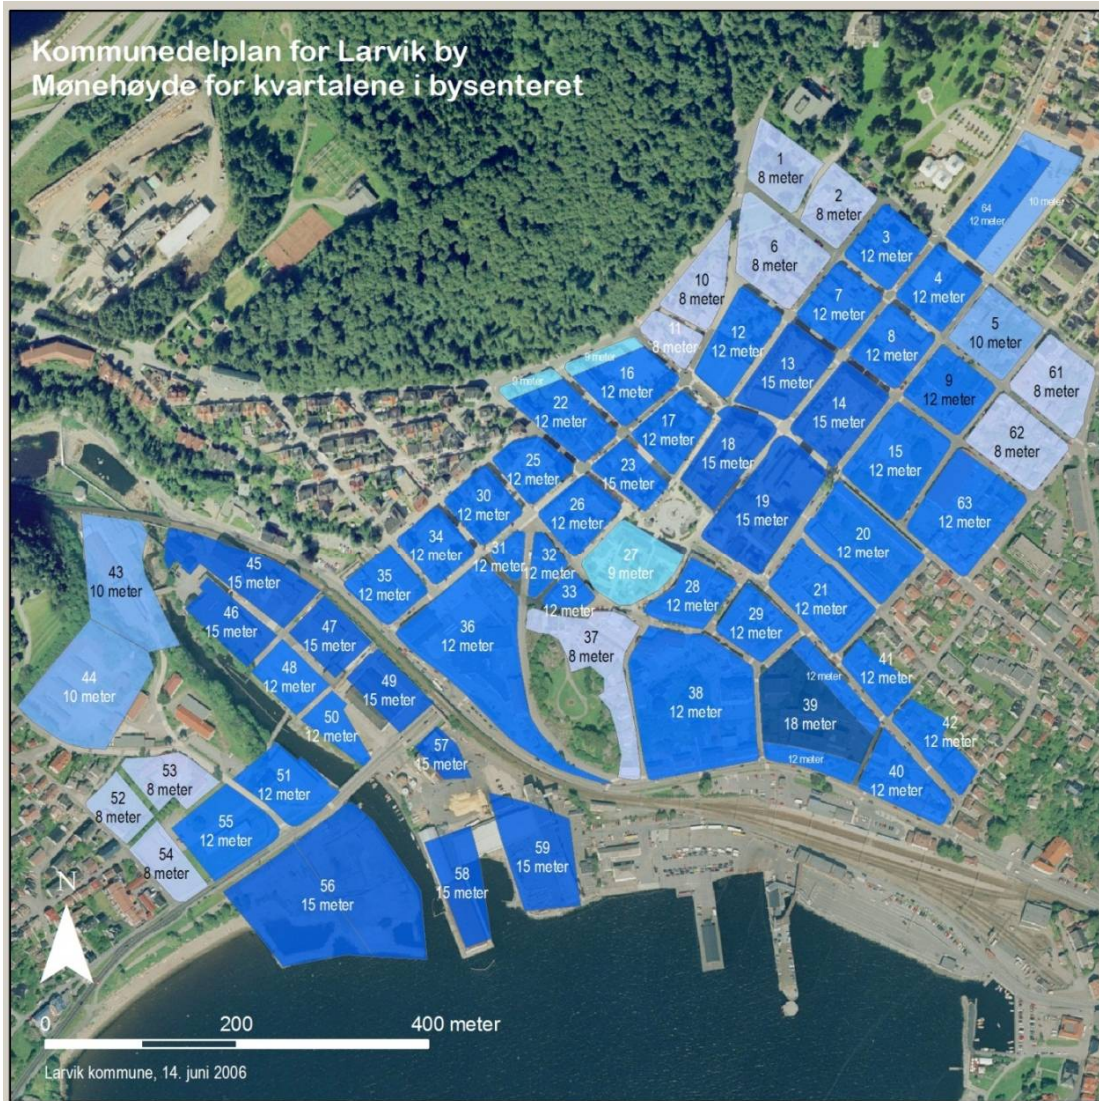 Kommunedelplan for Larvik by
Mønehøyde for kvartalene i bysenteret
1
8 meter
2
8 meter
3
12 meter
64
12 meter
10 meter
4
12 meter
6
8 meter
10
8 meter
7
12 meter
5
10 meter
11
8 meter
12
12 meter
8
12 meter
61
8 meter
9 meter
9 meter
16
12 meter
13
15 meter
9
12 meter
22
12 meter
14
15 meter
62
8 meter
17
12 meter
18
15 meter
15
12 meter
25
12 meter
23
15 meter
19
15 meter
63
12 meter
30
12 meter
26
12 meter
20
12 meter
34
12 meter
31
12 meter
32
12 meter
27
9 meter
43
10 meter
45
15 meter
35
12 meter
33
12 meter
28
12 meter
21
12 meter
46
15 meter
47
15 meter
36
12 meter
37
8 meter
29
12 meter
41
12 meter
44
10 meter
48
12 meter
49
15 meter
38
12 meter
12 meter
39
18 meter
12 meter
42
12 meter
50
12 meter
57
15 meter
40
12 meter
53
8 meter
51
12 meter
52
8 meter
55
12 meter
54
8 meter
59
15 meter
58
15 meter
56
15 meter
N
0 200 400 meter
Larvik kommune, 14. juni 2006